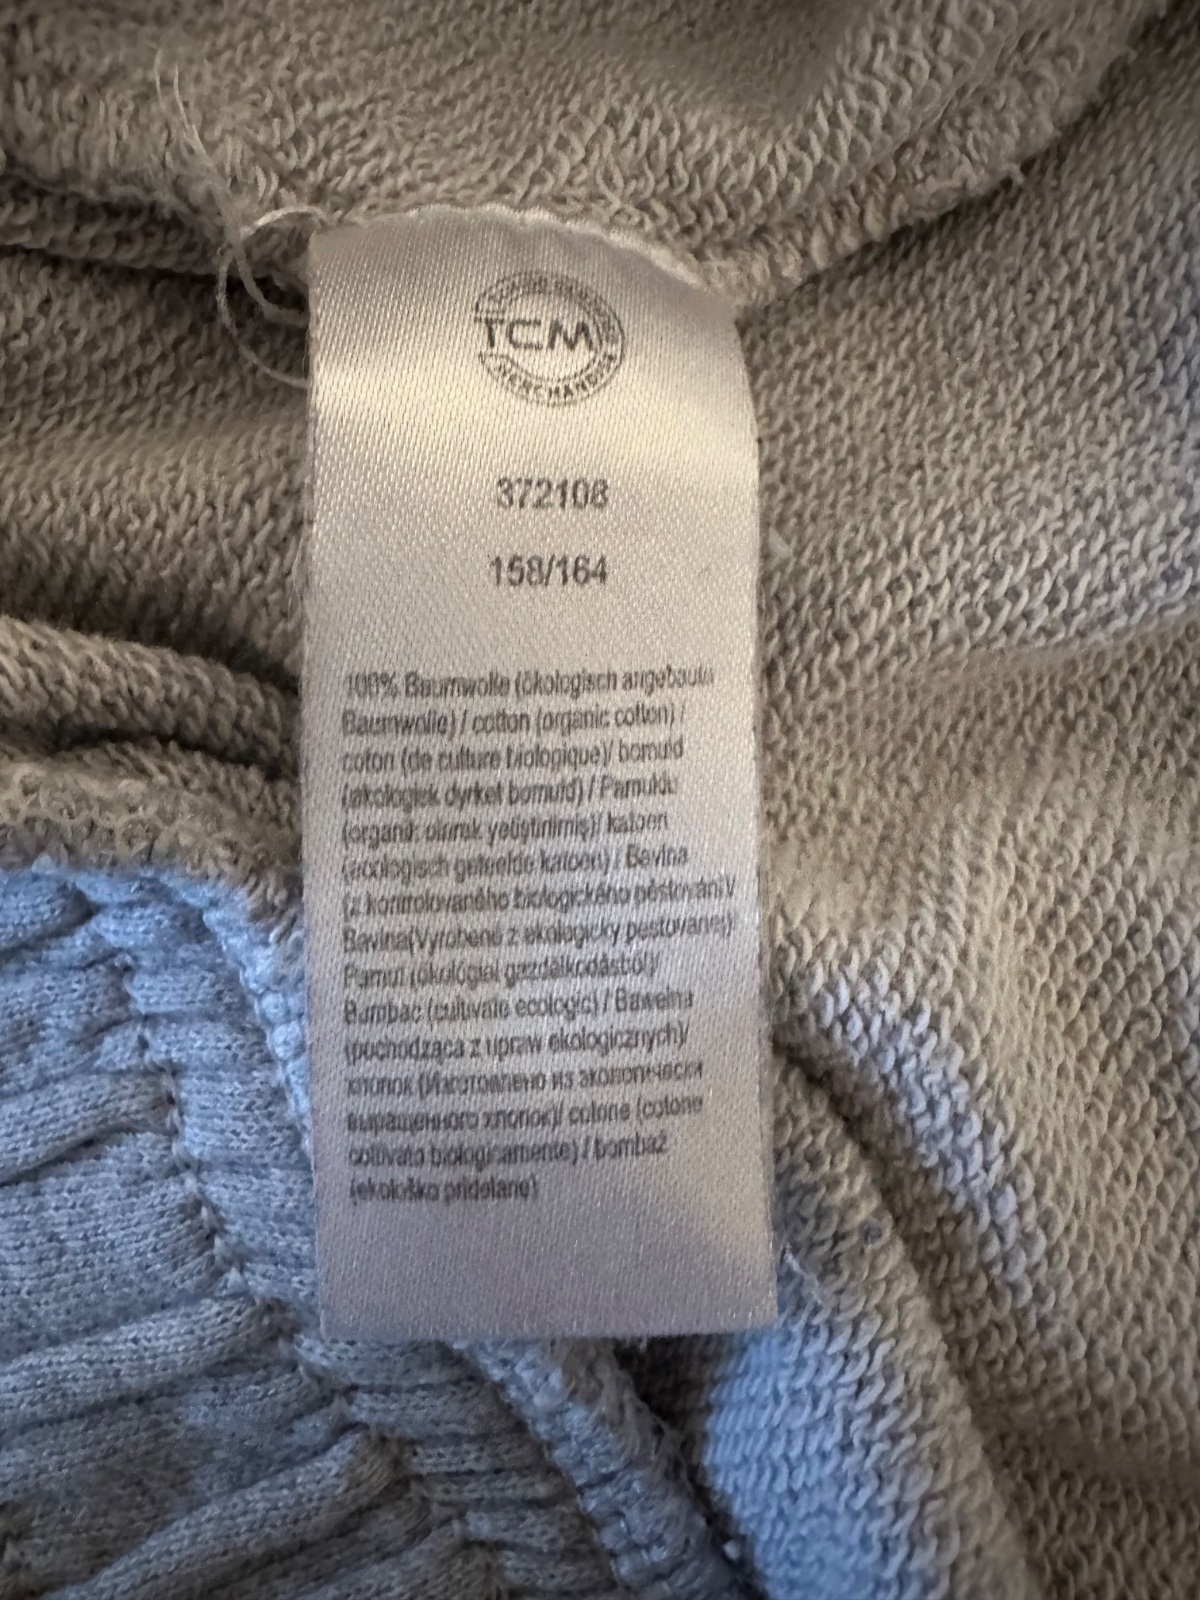 TCM
372108
158/164
100% Baumwolle (ökologisch angebaute
Baumwolle) / cotton (organic cotton) /
coton (de culture biologique)/ bomuld
(økologisk dyrket bomuld) / Pamuklu
(organik olarak yetiştirilmiş)/ katoen
(ecologisch geteelde katoen) / Bavlna
(z kontrolovaného biologického pěstování)/
Bavlna(Vyrobené z ekologicky pestovanej)/
Pamut (ökológiai gazdálkodásból)/
Bumbac (cultivate ecologic) / Bawełna
(pochodząca z upraw ekologicznych)/
хлопок (Изготовлено из экологически
выращенного хлопок)/ cotone (cotone
coltivato biologicamente) / bombaž
(ekološko pridelane)